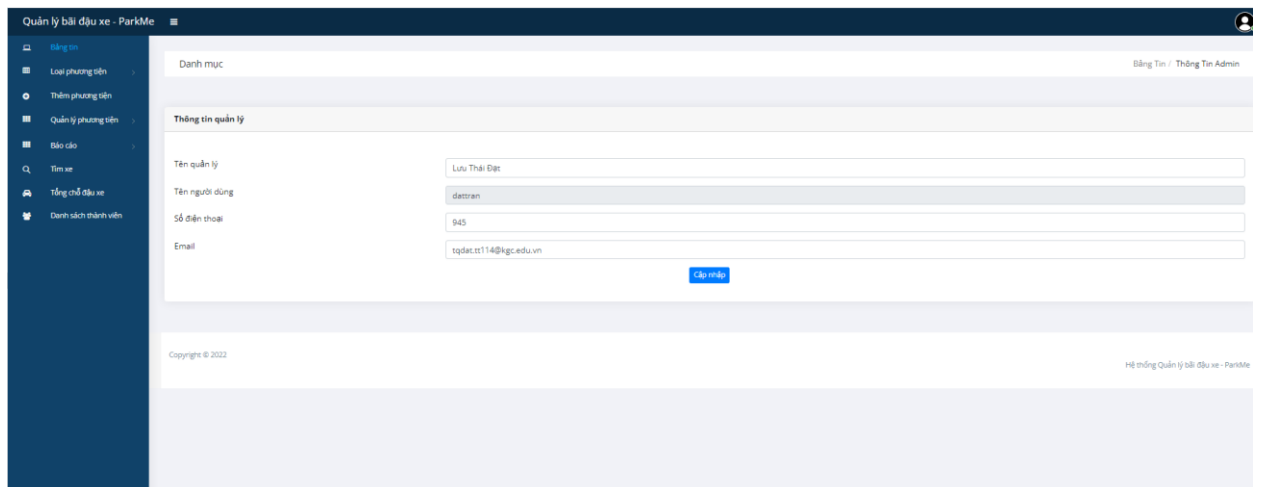 Quản lý bãi đậu xe - ParkMe
Bảng tin
Loại phương tiện
Thêm phương tiện
Quản lý phương tiện
Báo cáo
Tìm xe
Tổng chỗ đậu xe
Danh sách thành viên
Danh mục
Bảng Tin / Thông Tin Admin
Thông tin quản lý
Tên quản lý
Lưu Thái Đạt
Tên người dùng
dattran
Số điện thoại
945
Email
tqdat.tt114@kgc.edu.vn
Cập nhập
Copyright © 2022
Hệ thống Quản lý bãi đậu xe - ParkMe